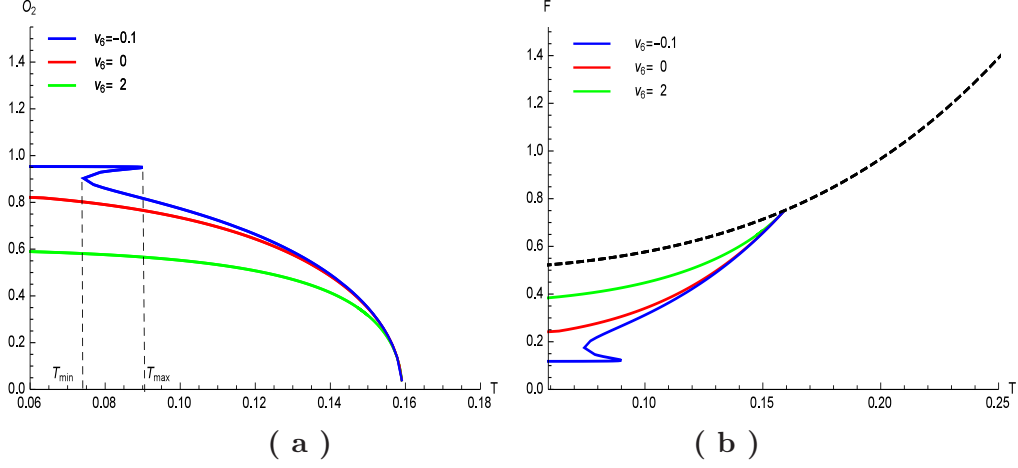 O₂
1.4
1.2
1.0
0.8
0.6
0.4
0.2
0.0
v₆=-0.1
v₆= 0
v₆= 2
T_min
T_max
T
0.06 0.08 0.10 0.12 0.14 0.16 0.18
( a )
F
1.4
1.2
1.0
0.8
0.6
0.4
0.2
0.0
v₆=-0.1
v₆= 0
v₆= 2
T
0.10 0.15 0.20 0.25
( b )